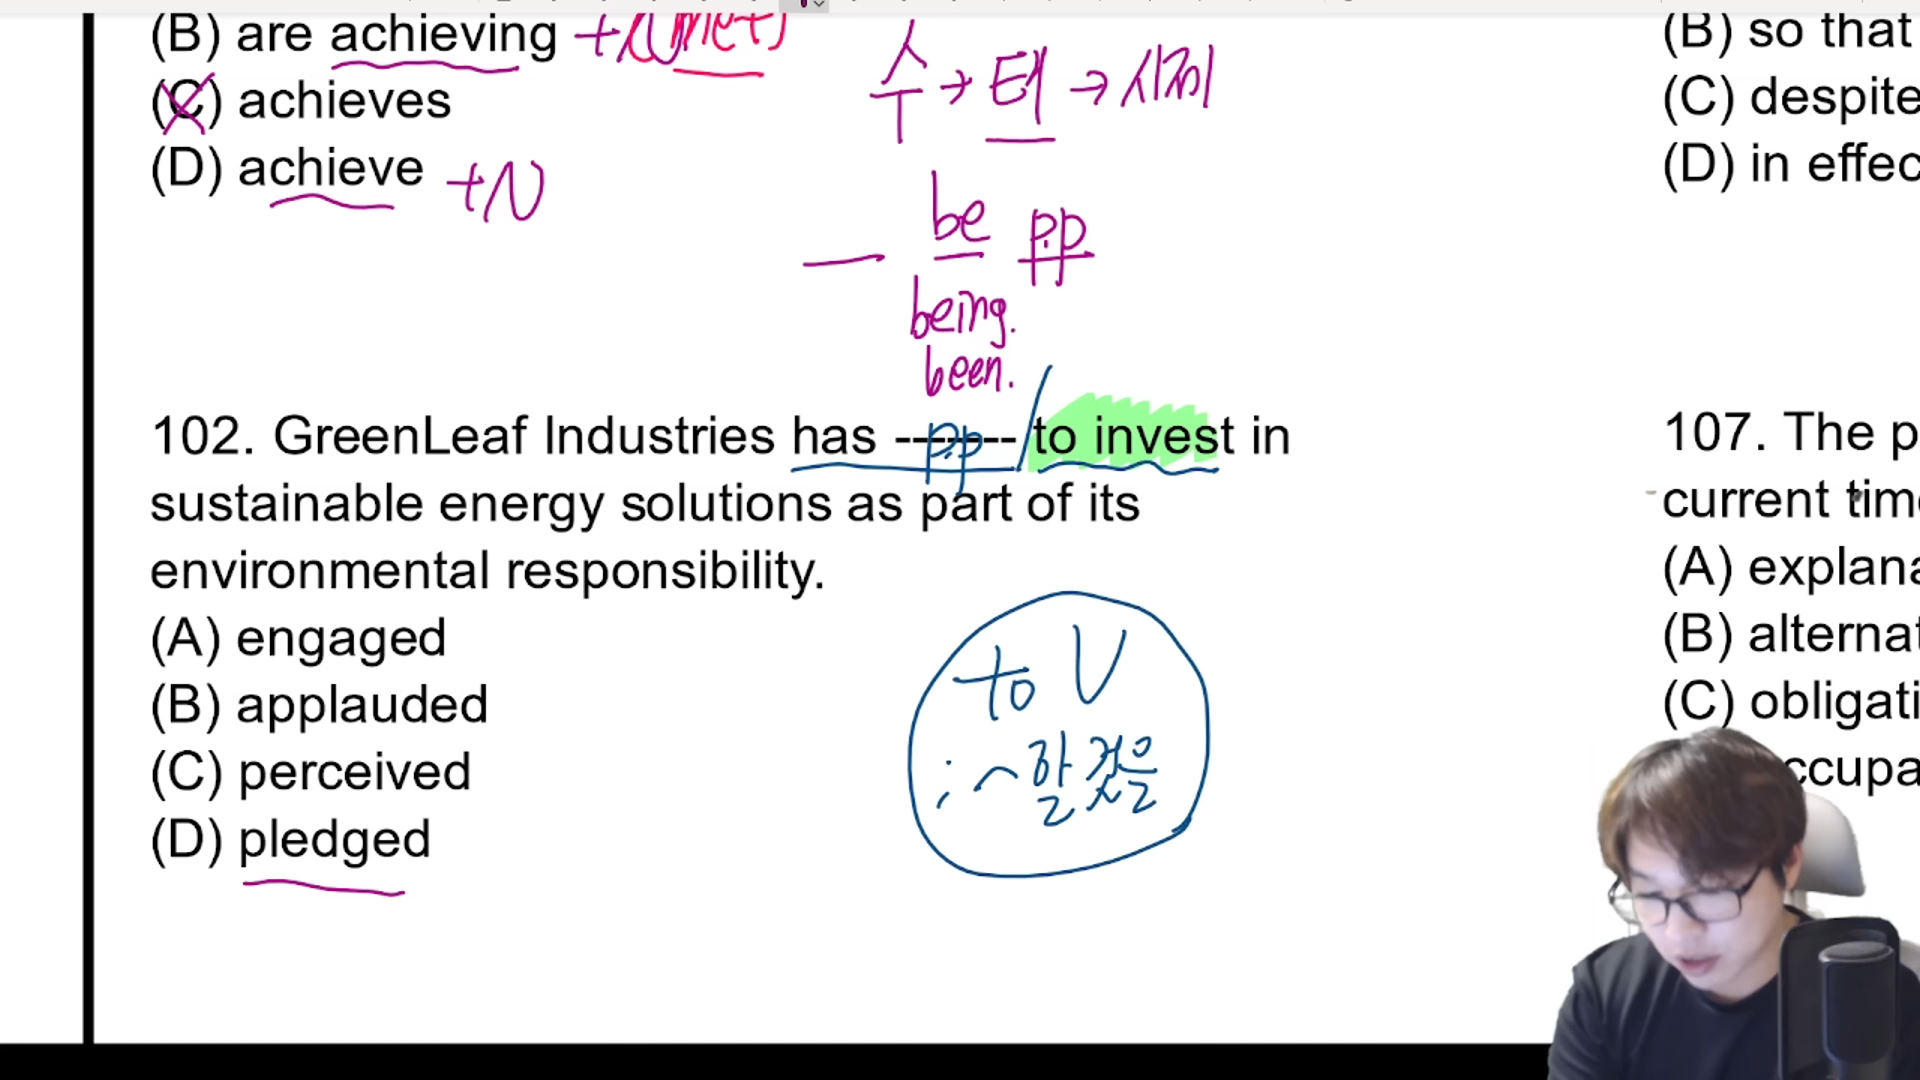 (B) are achieving +N
(C) achieves
(D) achieve +N
수 → 태 → 시제
be pp
being.
been.
102. GreenLeaf Industries has ------- to invest in
pp
sustainable energy solutions as part of its
environmental responsibility.
(A) engaged
(B) applauded
(C) perceived
(D) pledged
to V
; ~할 것을
(B) so that
(C) despite
(D) in effec
107. The p
current tim
(A) explana
(B) alternat
(C) obligati
ccupa